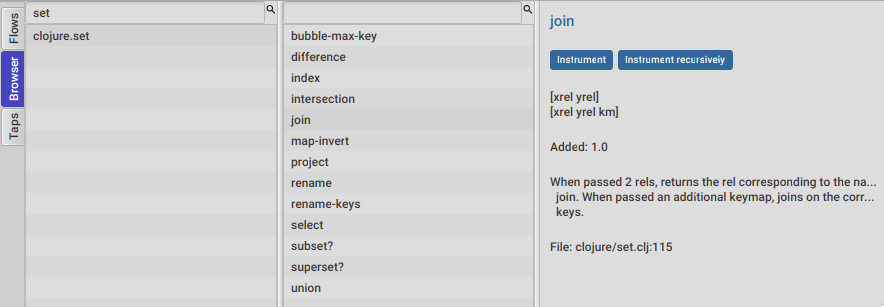 Flows
Browser
Taps
set
clojure.set
bubble-max-key
difference
index
intersection
join
map-invert
project
rename
rename-keys
select
subset?
superset?
union
join
Instrument
Instrument recursively
[xrel yrel]
[xrel yrel km]
Added: 1.0
When passed 2 rels, returns the rel corresponding to the na...
join. When passed an additional keymap, joins on the corr...
keys.
File: clojure/set.clj:115